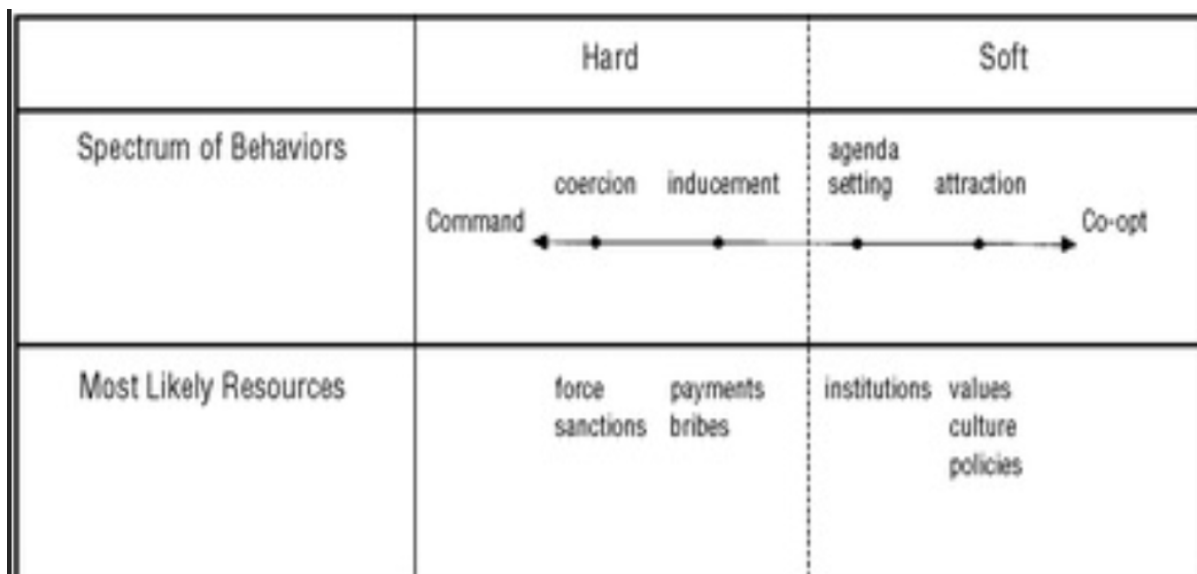 Hard Soft
Spectrum of Behaviors
agenda
coercion inducement setting attraction
Command Co-opt
Most Likely Resources force payments institutions values
sanctions bribes culture
policies